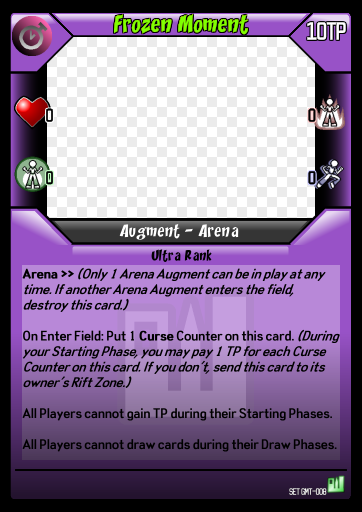 Frozen Moment
10TP
0
0
0
0
Augment - Arena
Ultra Rank
Arena >> (Only 1 Arena Augment can be in play at any
time. If another Arena Augment enters the field,
destroy this card.)
On Enter Field: Put 1 Curse Counter on this card. (During
your Starting Phase, you may pay 1 TP for each Curse
Counter on this card. If you don't, send this card to its
owner's Rift Zone.)
All Players cannot gain TP during their Starting Phases.
All Players cannot draw cards during their Draw Phases.
SET GMT-008